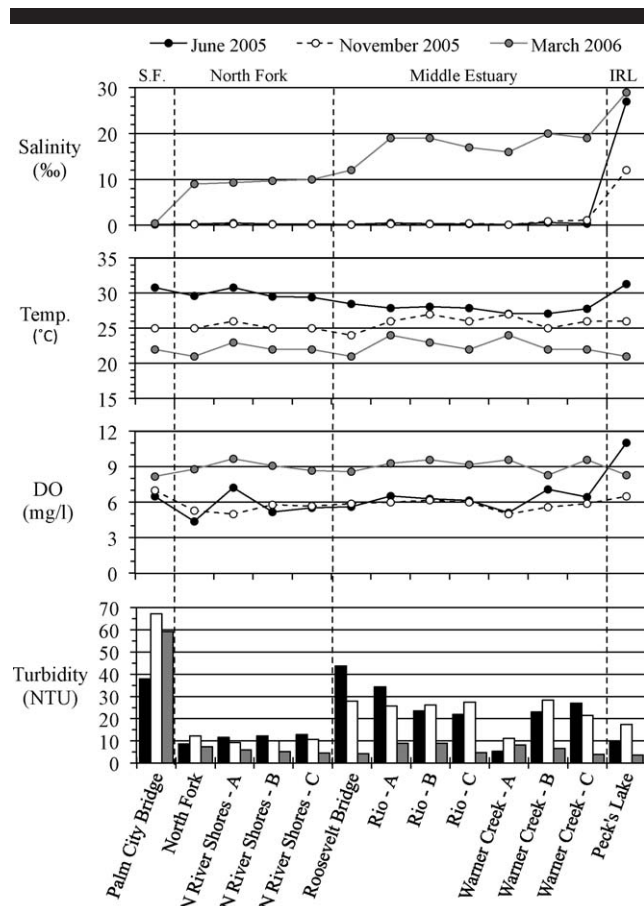 June 2005 November 2005 March 2006
S.F. North Fork Middle Estuary IRL
Salinity
(‰)
30
20
10
0
Temp.
(˚C)
35
30
25
20
15
DO
(mg/l)
12
9
6
3
0
Turbidity
(NTU)
70
60
50
40
30
20
10
0
Palm City Bridge
North Fork
N River Shores - A
N River Shores - B
N River Shores - C
Roosevelt Bridge
Rio - A
Rio - B
Rio - C
Warner Creek - A
Warner Creek - B
Warner Creek - C
Peck's Lake